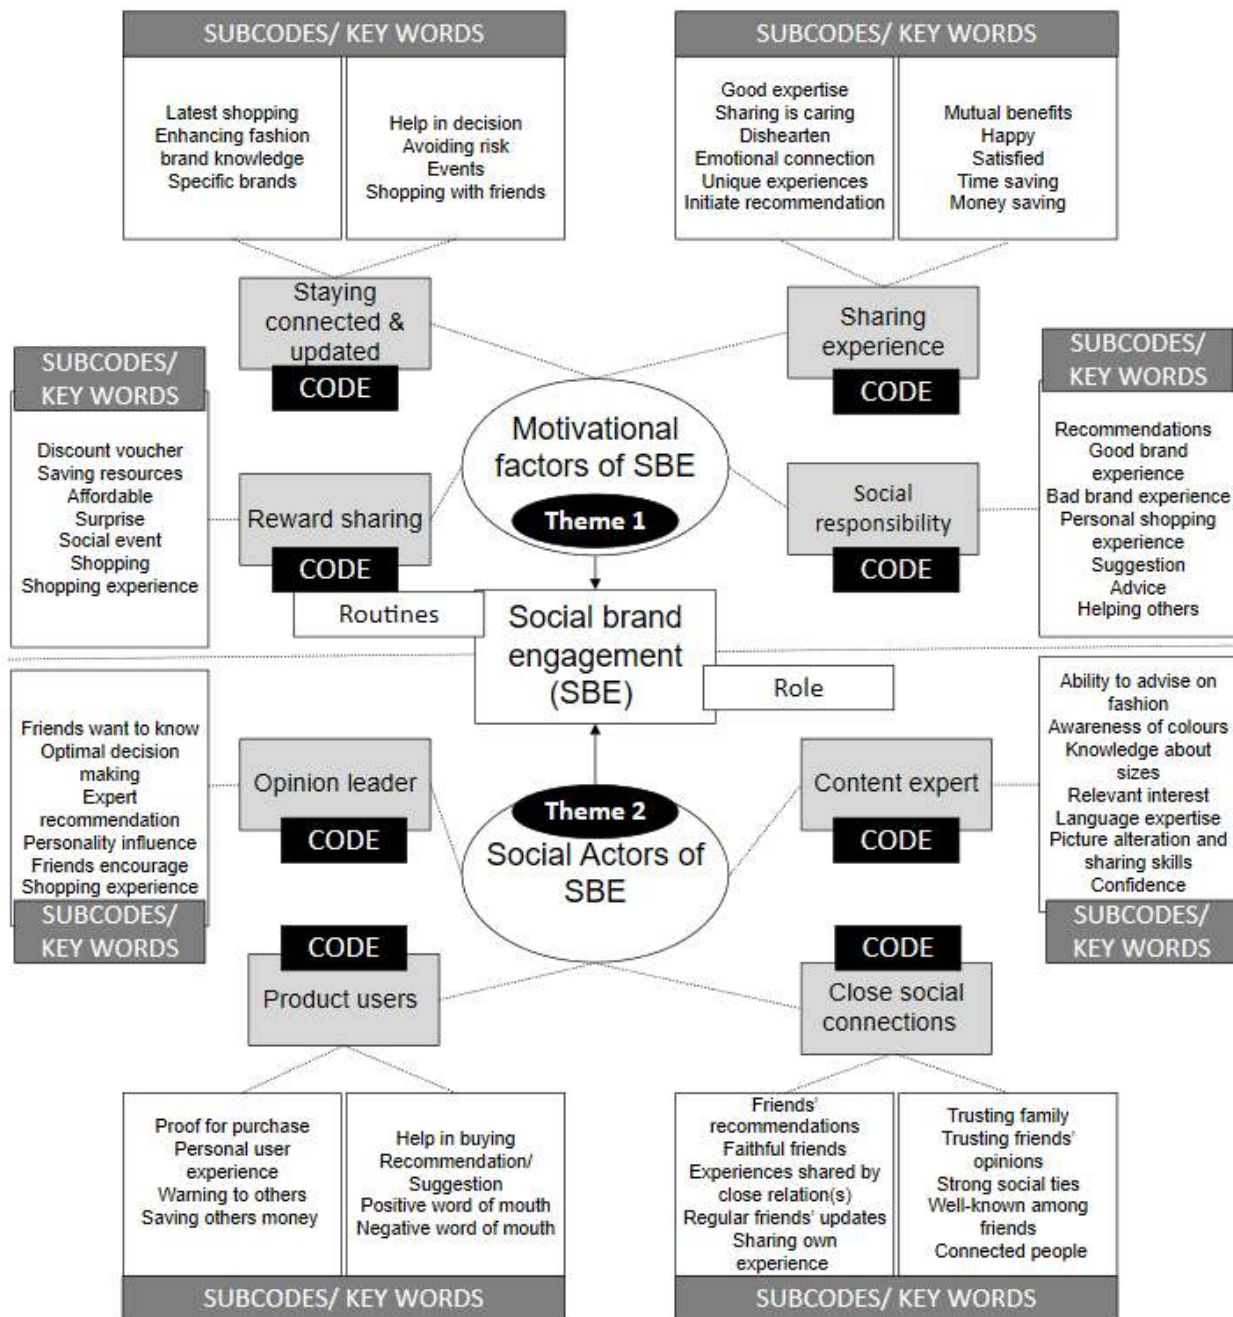 SUBCODES/ KEY WORDS
Latest shopping
Enhancing fashion
brand knowledge
Specific brands
Help in decision
Avoiding risk
Events
Shopping with friends
SUBCODES/ KEY WORDS
Good expertise
Sharing is caring
Dishearten
Emotional connection
Unique experiences
Initiate recommendation
Mutual benefits
Happy
Satisfied
Time saving
Money saving
Staying
connected &
updated
CODE
Sharing
experience
CODE
SUBCODES/
KEY WORDS
Discount voucher
Saving resources
Affordable
Surprise
Social event
Shopping
Shopping experience
Reward sharing
CODE
Motivational
factors of SBE
Theme 1
Social
responsibility
CODE
SUBCODES/
KEY WORDS
Recommendations
Good brand
experience
Bad brand experience
Personal shopping
experience
Suggestion
Advice
Helping others
Routines
Social brand
engagement
(SBE)
Role
Friends want to know
Optimal decision
making
Expert
recommendation
Personality influence
Friends encourage
Shopping experience
SUBCODES/
KEY WORDS
Opinion leader
CODE
Theme 2
Social Actors of
SBE
Content expert
CODE
Ability to advise on
fashion
Awareness of colours
Knowledge about
sizes
Relevant interest
Language expertise
Picture alteration and
sharing skills
Confidence
SUBCODES/
KEY WORDS
CODE
Product users
CODE
Close social
connections
Proof for purchase
Personal user
experience
Warning to others
Saving others money
Help in buying
Recommendation/
Suggestion
Positive word of mouth
Negative word of mouth
SUBCODES/ KEY WORDS
Friends’
recommendations
Faithful friends
Experiences shared by
close relation(s)
Regular friends’ updates
Sharing own
experience
Trusting family
Trusting friends’
opinions
Strong social ties
Well-known among
friends
Connected people
SUBCODES/ KEY WORDS